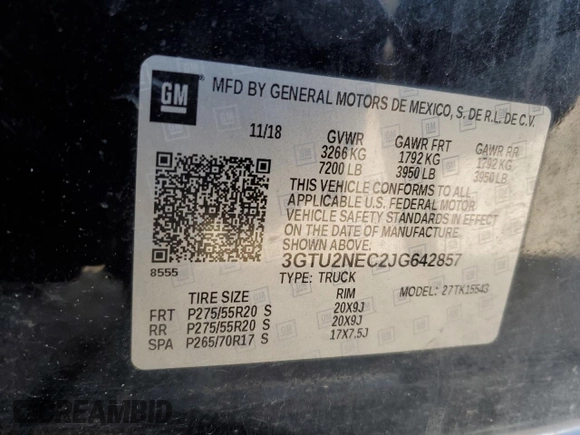 GM
MFD BY GENERAL MOTORS DE MEXICO, S. DE R.L. DE C.V.
11/18 GVWR GAWR FRT GAWR RR
3266 KG 1792 KG 1792 KG
7200 LB 3950 LB 3950 LB
THIS VEHICLE CONFORMS TO ALL
APPLICABLE U.S. FEDERAL MOTOR
VEHICLE SAFETY STANDARDS IN EFFECT
ON THE DATE OF MANUFACTURE.
SHOWN ABOVE.
8555 3GTU2NEC2JG642857
TYPE: TRUCK MODEL: 27TK15543
TIRE SIZE RIM
FRT P275/55R20 S 20X9J
RR P275/55R20 S 20X9J
SPA P265/70R17 S 17X7.5J
DREAMBID